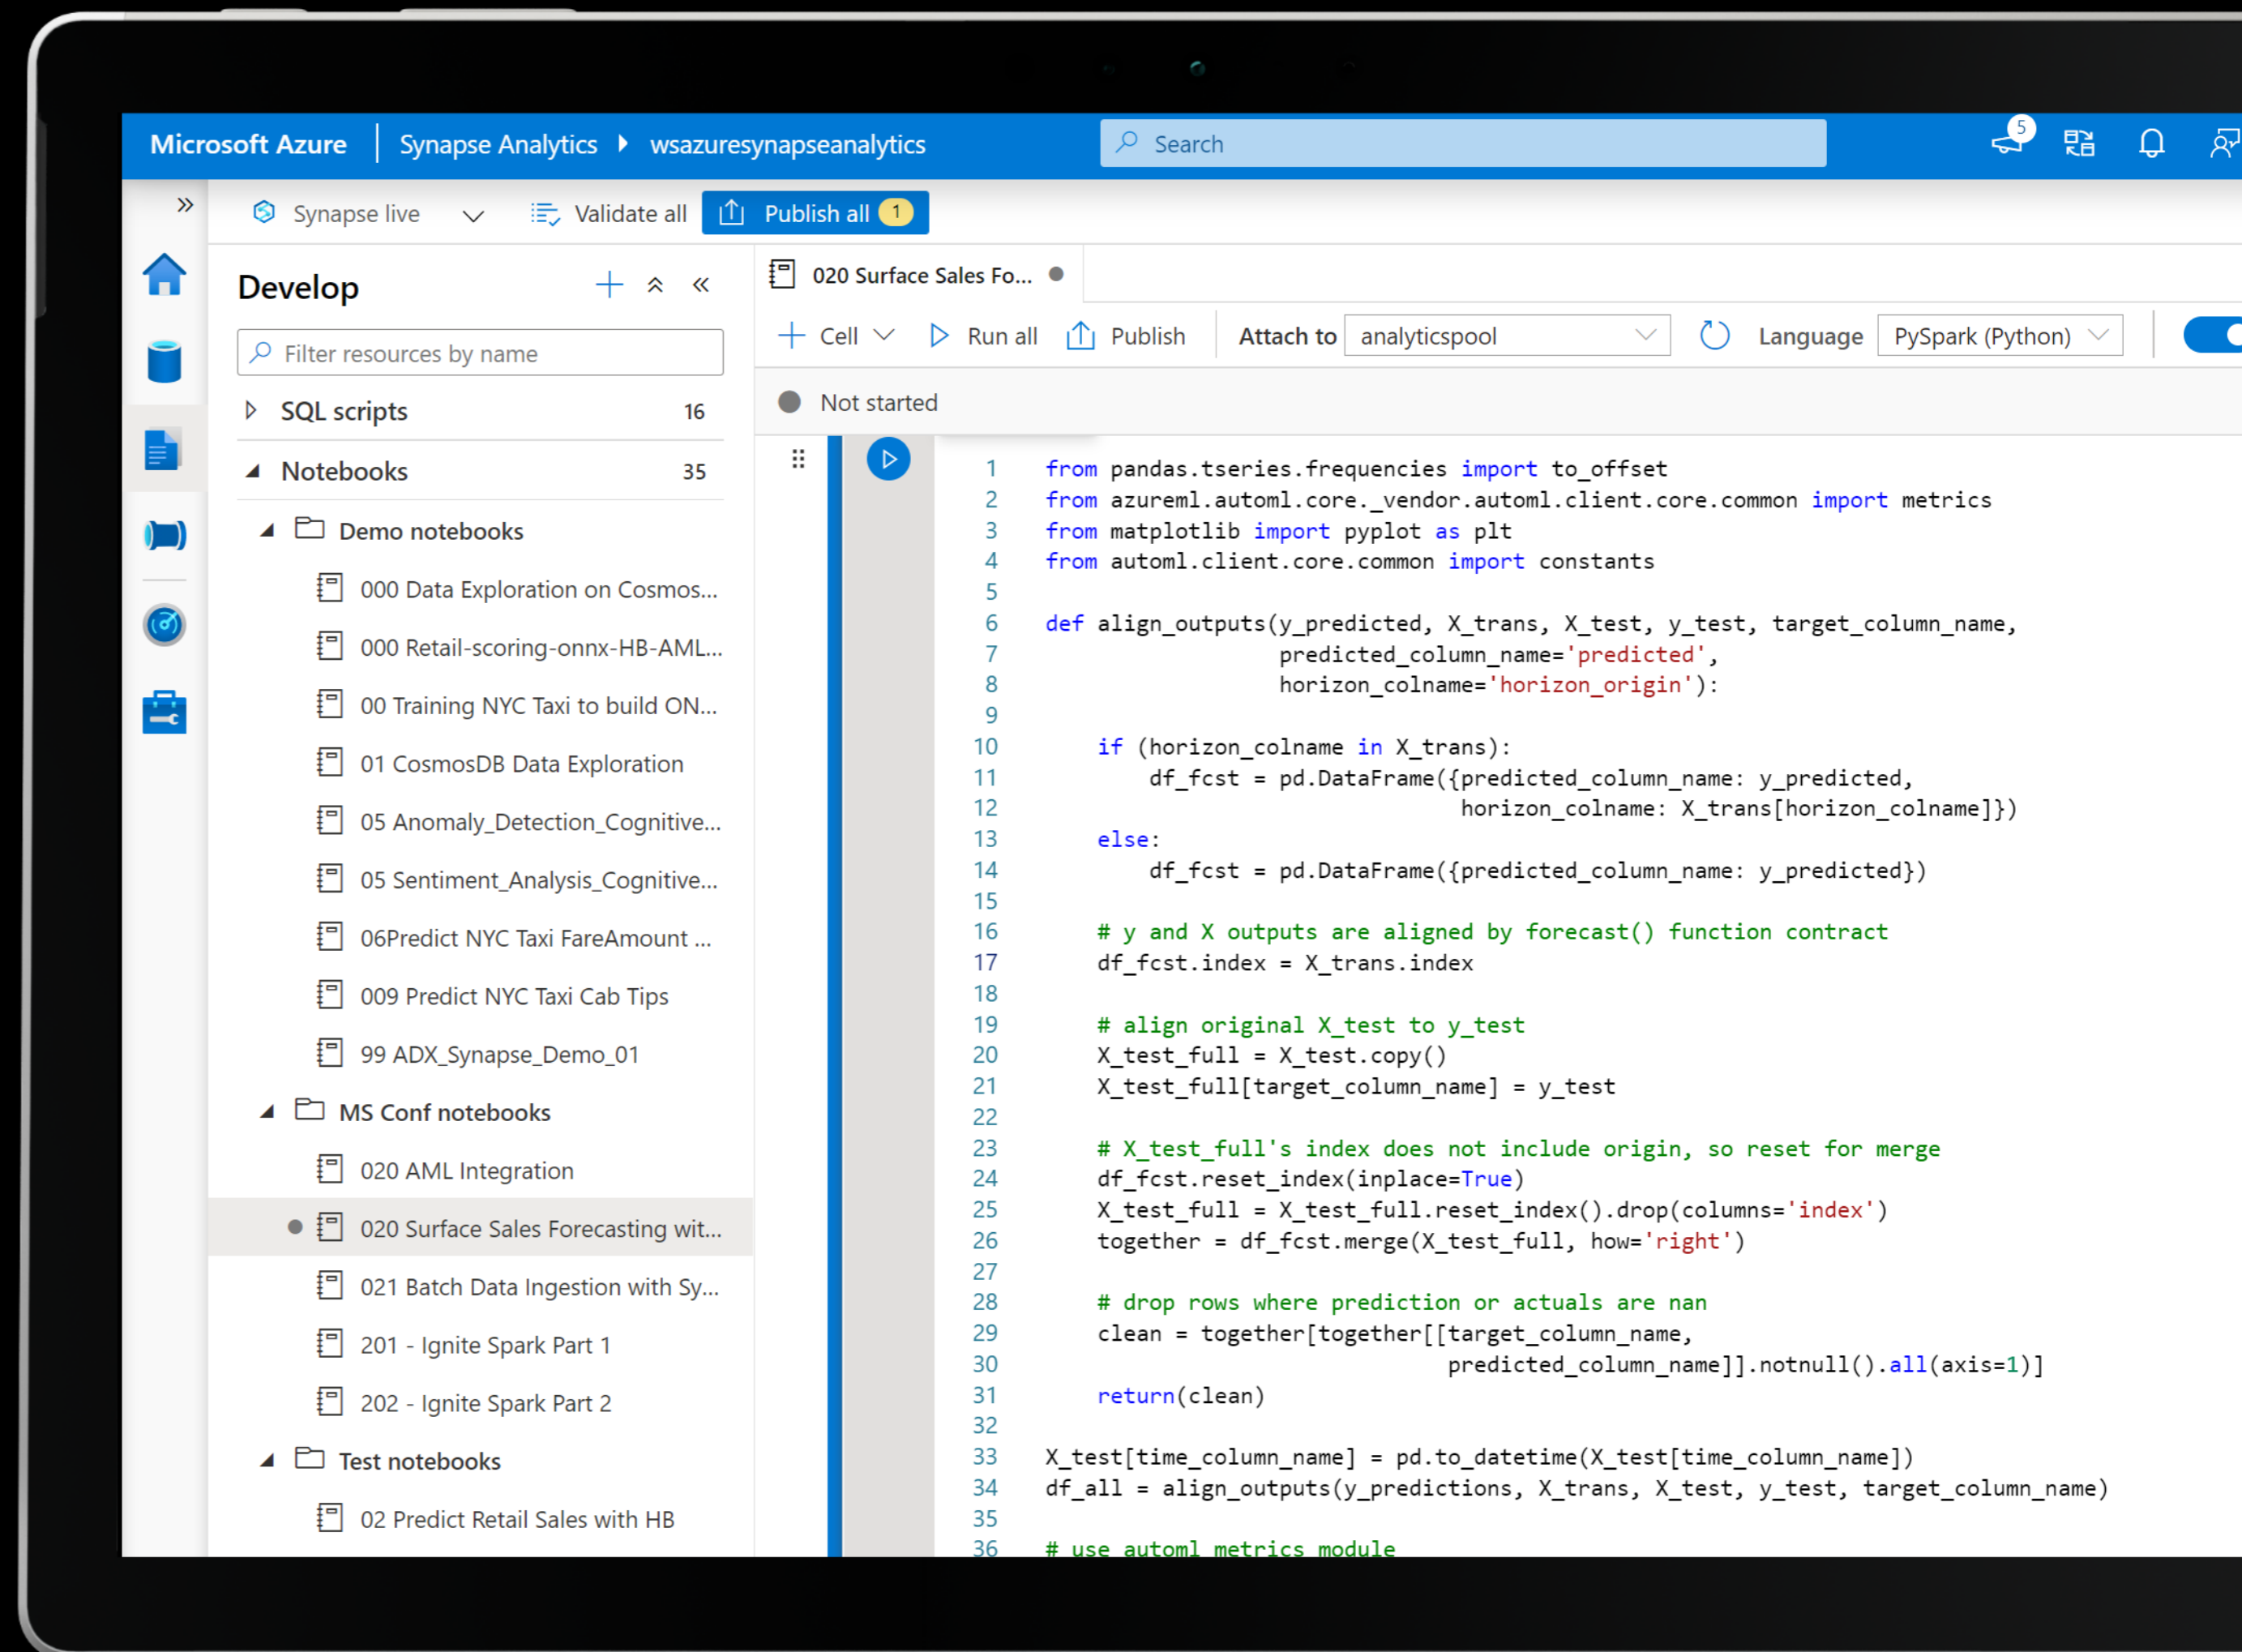 Microsoft Azure
Synapse Analytics
wsazuresynapseanalytics
Search
5
Synapse live
Validate all
Publish all 1
Develop
Filter resources by name
SQL scripts 16
Notebooks 35
Demo notebooks
000 Data Exploration on Cosmos...
000 Retail-scoring-onnx-HB-AML...
00 Training NYC Taxi to build ON...
01 CosmosDB Data Exploration
05 Anomaly_Detection_Cognitive...
05 Sentiment_Analysis_Cognitive...
06Predict NYC Taxi FareAmount ...
009 Predict NYC Taxi Cab Tips
99 ADX_Synapse_Demo_01
MS Conf notebooks
020 AML Integration
020 Surface Sales Forecasting wit...
021 Batch Data Ingestion with Sy...
201 - Ignite Spark Part 1
202 - Ignite Spark Part 2
Test notebooks
02 Predict Retail Sales with HB
020 Surface Sales Fo...
Cell Run all Publish Attach to analyticspool Language PySpark (Python)
Not started
1 from pandas.tseries.frequencies import to_offset
2 from azureml.automl.core._vendor.automl.client.core.common import metrics
3 from matplotlib import pyplot as plt
4 from automl.client.core.common import constants
5
6 def align_outputs(y_predicted, X_trans, X_test, y_test, target_column_name,
7                   predicted_column_name='predicted',
8                   horizon_colname='horizon_origin'):
9
10     if (horizon_colname in X_trans):
11         df_fcst = pd.DataFrame({predicted_column_name: y_predicted,
12                                 horizon_colname: X_trans[horizon_colname]})
13     else:
14         df_fcst = pd.DataFrame({predicted_column_name: y_predicted})
15
16     # y and X outputs are aligned by forecast() function contract
17     df_fcst.index = X_trans.index
18
19     # align original X_test to y_test
20     X_test_full = X_test.copy()
21     X_test_full[target_column_name] = y_test
22
23     # X_test_full's index does not include origin, so reset for merge
24     df_fcst.reset_index(inplace=True)
25     X_test_full = X_test_full.reset_index().drop(columns='index')
26     together = df_fcst.merge(X_test_full, how='right')
27
28     # drop rows where prediction or actuals are nan
29     clean = together[together[[target_column_name,
30                                predicted_column_name]].notnull().all(axis=1)]
31     return(clean)
32
33 X_test[time_column_name] = pd.to_datetime(X_test[time_column_name])
34 df_all = align_outputs(y_predictions, X_trans, X_test, y_test, target_column_name)
35
36 # use automl metrics module